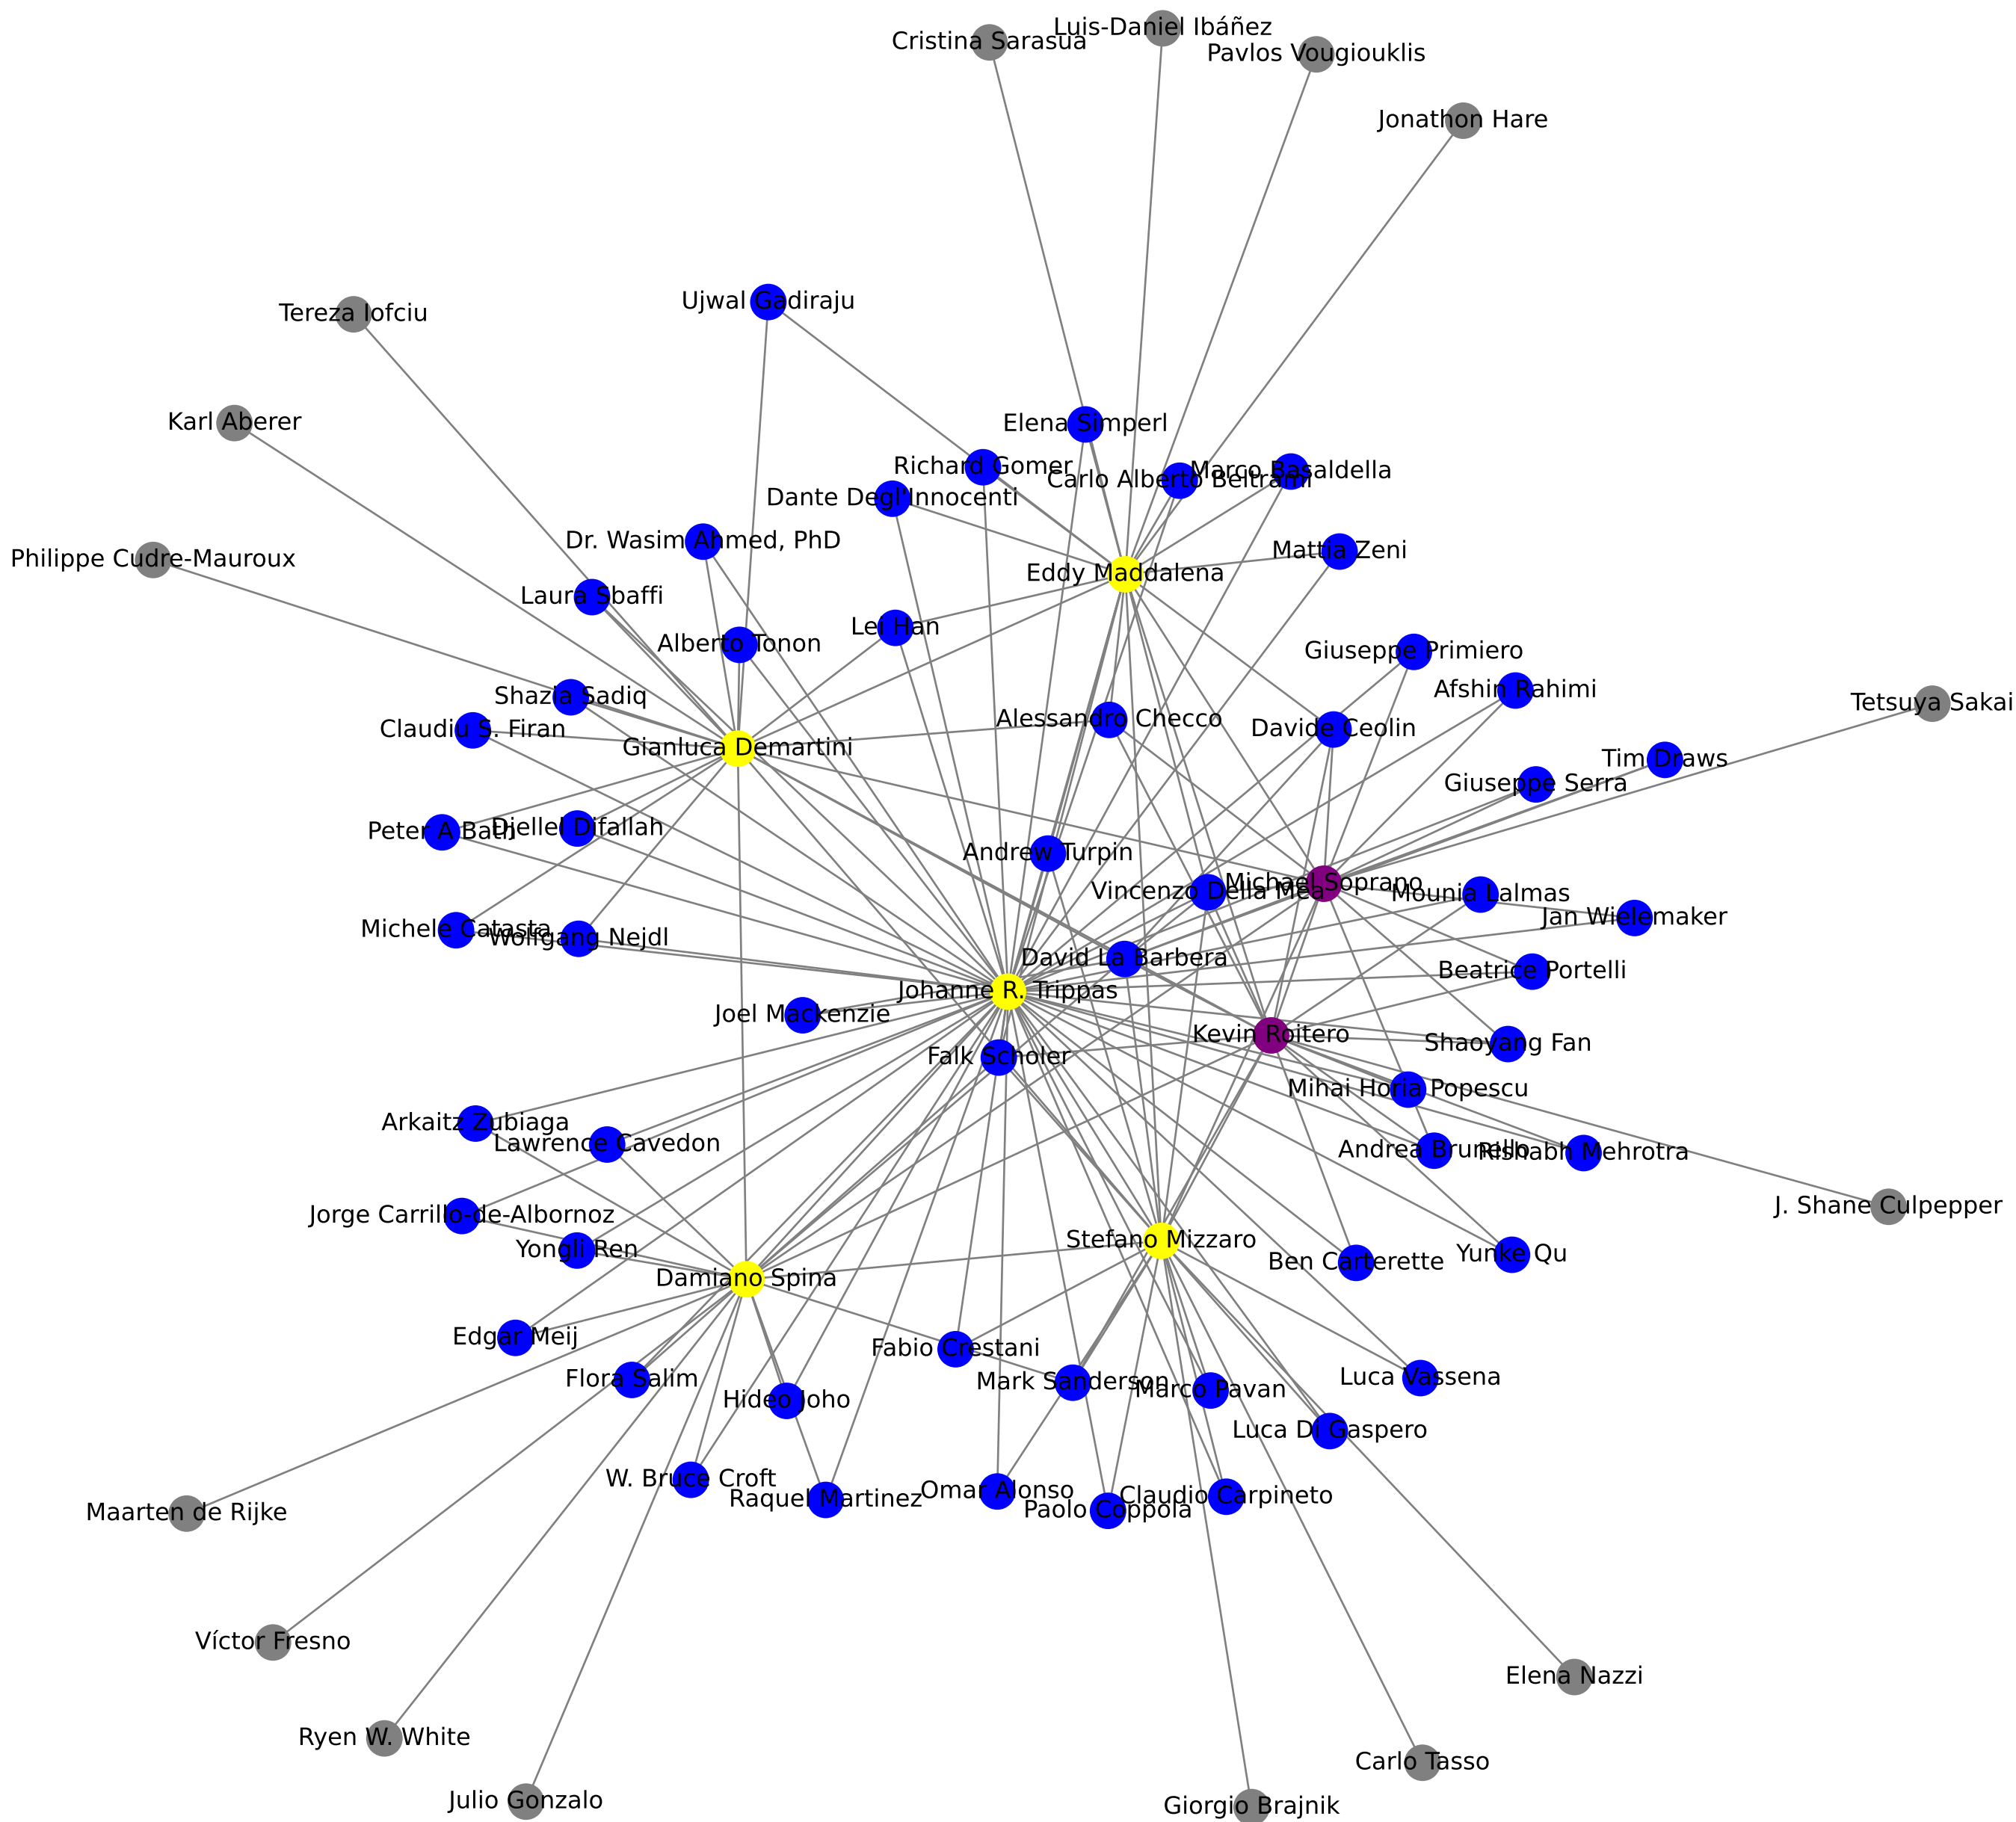 Luis-Daniel Ibáñez
Cristina Sarasua
Pavlos Vougiouklis
Jonathon Hare
Ujwal Gadiraju
Tereza Iofciu
Karl Aberer
Elena Simperl
Richard Gomer
Marco Basaldella
Carlo Alberto Beltrami
Dante Degl'Innocenti
Dr. Wasim Ahmed, PhD
Mattia Zeni
Philippe Cudre-Mauroux
Eddy Maddalena
Laura Sbaffi
Lei Han
Alberto Tonon
Giuseppe Primiero
Afshin Rahimi
Shazia Sadiq
Tetsuya Sakai
Alessandro Checco
Claudiu S. Firan
Davide Ceolin
Gianluca Demartini
Tim Draws
Giuseppe Serra
Peter A Bath
Djellel Difallah
Andrew Turpin
Michael Soprano
Vincenzo Della Mea
Mounia Lalmas
Jan Wielemaker
Michele Catasta
Wolfgang Nejdl
David La Barbera
Beatrice Portelli
Johanne R. Trippas
Joel Mackenzie
Kevin Roitero
Shaoyang Fan
Falk Scholer
Mihai Horia Popescu
Arkaitz Zubiaga
Lawrence Cavedon
Andrea Brunello
Rishabh Mehrotra
J. Shane Culpepper
Jorge Carrillo-de-Albornoz
Stefano Mizzaro
Yongli Ren
Yunke Qu
Ben Carterette
Damiano Spina
Edgar Meij
Fabio Crestani
Flora Salim
Mark Sanderson
Luca Vassena
Marco Pavan
Hideo Joho
Luca Di Gaspero
W. Bruce Croft
Omar Alonso
Claudio Carpineto
Raquel Martinez
Paolo Coppola
Maarten de Rijke
Víctor Fresno
Elena Nazzi
Ryen W. White
Carlo Tasso
Julio Gonzalo
Giorgio Brajnik